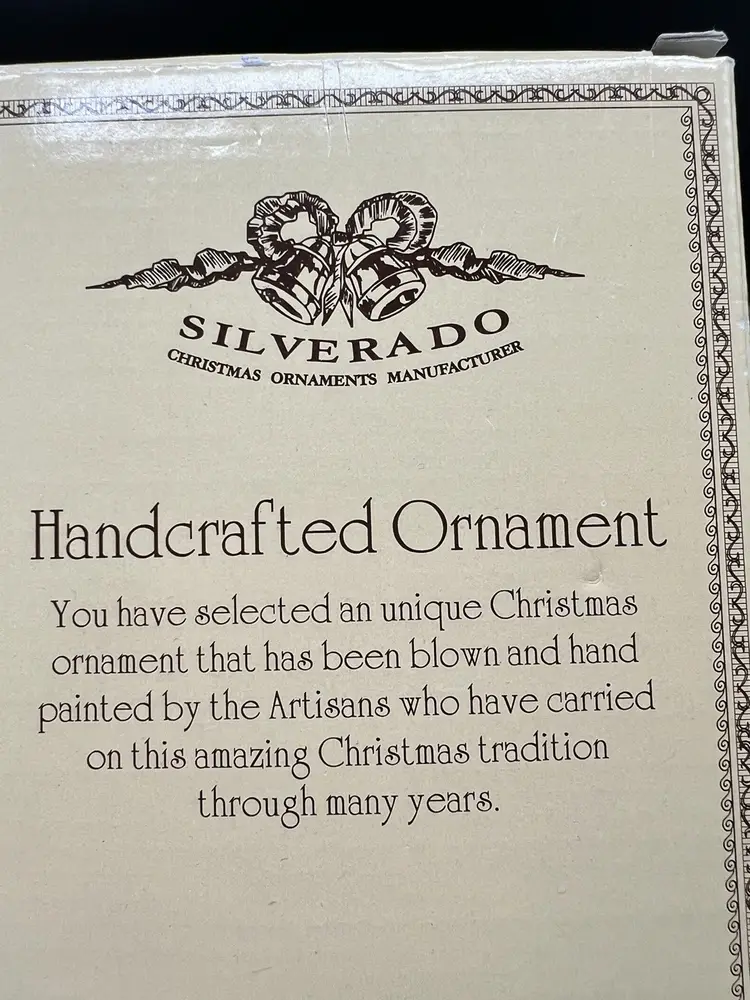 SILVERADO
CHRISTMAS ORNAMENTS MANUFACTURER
Handcrafted Ornament
You have selected an unique Christmas
ornament that has been blown and hand
painted by the Artisans who have carried
on this amazing Christmas tradition
through many years.